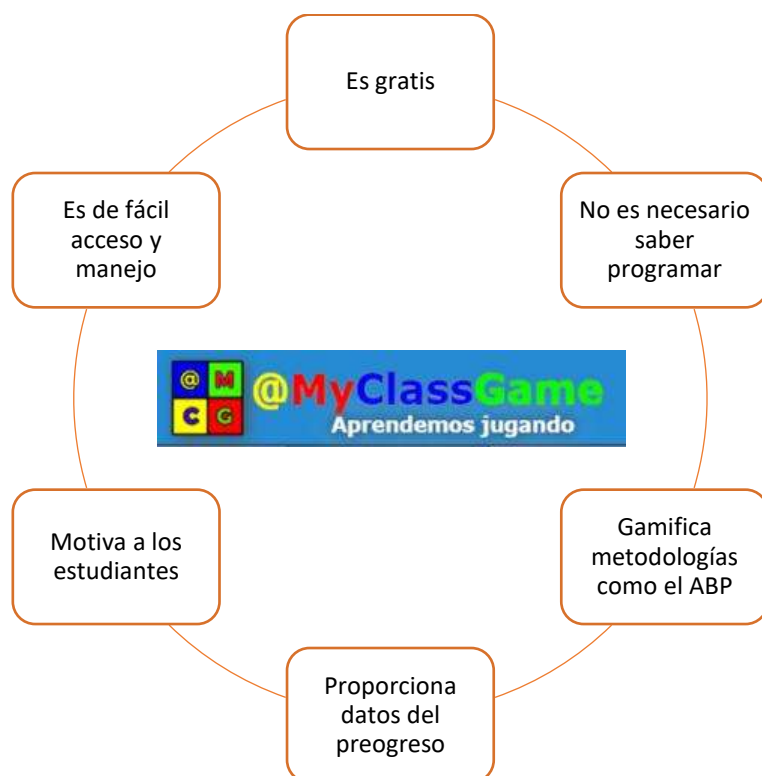 Es gratis
No es necesario
saber
programar
Gamifica
metodologías
como el ABP
Proporciona
datos del
preogreso
Motiva a los
estudiantes
Es de fácil
acceso y
manejo
@ M
C G
@MyClassGame
Aprendemos jugando